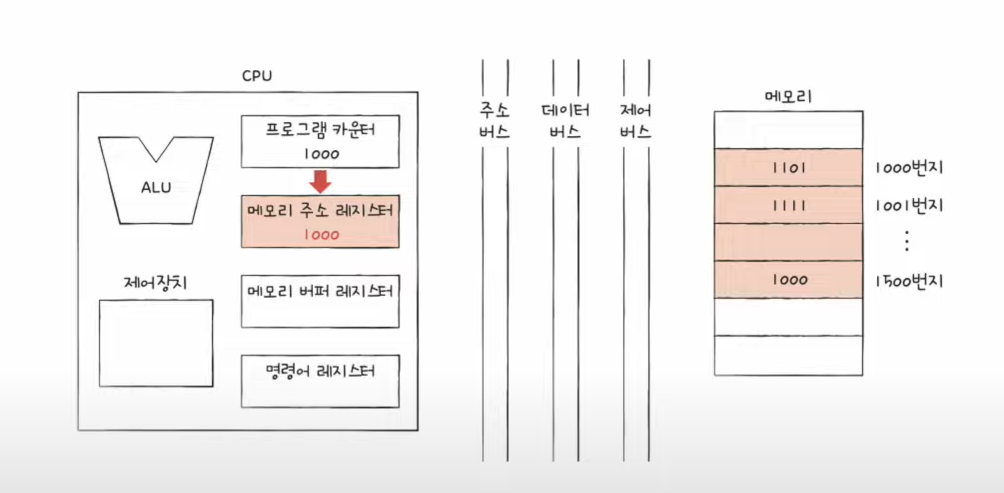 CPU
ALU
제어장치
프로그램 카운터
1000
메모리 주소 레지스터
1000
메모리 버퍼 레지스터
명령어 레지스터
주소
버스
데이터
버스
제어
버스
메모리
1101
1000번지
1111
1001번지
⋮
1000
1500번지